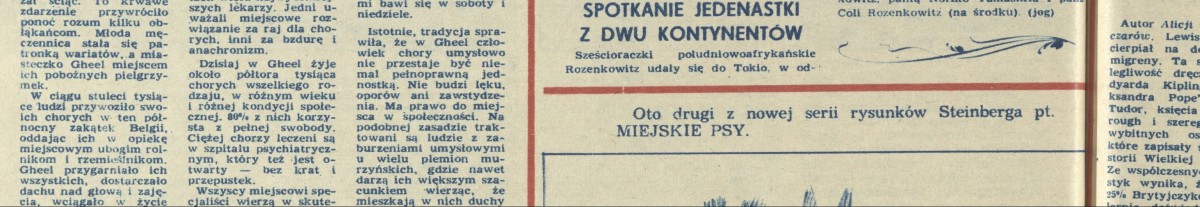 zał ściąć. To krwawe
zdarzenie przywróciło
ponoć rozum kilku ob-
łąkańcom. Młoda mę-
czennica stała się pa-
tronką wariatów, a mia-
steczko Gheel miejscem
ich pobożnych pielgrzy-
mek.
W ciągu stuleci tysią-
ce ludzi przywoziło swo-
ich chorych w ten pół-
nocny zakątek Belgii,
oddając ich w opiekę
miejscowym ubogim rol-
nikom i rzemieślnikom.
Gheel przygarniało ich
wszystkich, dostarczało
dachu nad głową i zaję-
cia, wciągało w życie
szych lekarzy. Jedni u-
ważali miejscowe roz-
wiązanie za raj dla cho-
rych, inni za bzdurę i
anachronizm.
Dzisiaj w Gheel żyje
około półtora tysiąca
chorych wszelkiego ro-
dzaju, w różnym wieku
i różnej kondycji społe-
cznej. 80% z nich korzy-
sta z pełnej swobody.
Ciężej chorzy leczeni są
w szpitalu psychiatrycz-
nym, który też jest o-
twarty — bez krat i
przepustek.
Wszyscy miejscowi spe-
cjaliści wierzą w skute-
mi bawi się w soboty i
niedziele.
Istotnie, tradycja spra-
wiła, że w Gheel czło-
wiek chory umysłowo
nie przestaje być nie-
mal pełnoprawną jed-
nostką. Nie budzi lęku,
oporów ani zawstydze-
nia. Ma prawo do miej-
sca w społeczności. Na
podobnej zasadzie trak-
towani są ludzie z za-
burzeniami umysłowymi
u wielu plemion mu-
rzyńskich, gdzie nawet
darzą ich większym sza-
cunkiem wierząc, że
mieszkają w nich duchy
SPOTKANIE JEDENASTKI
Z DWU KONTYNENTÓW
Sześcioraczki południowoafrykańskie
Rozenkowitz udały się do Tokio, w od-
Coli Rozenkowitz (na środku). (jog)
Oto drugi z nowej serii rysunków Steinberga pt.
MIEJSKIE PSY.
Autor Alicji
czarów, Lewis
cierpiał na d
migreny. Ta s
legliwość dręc
dyarda Kiplin
ksandra Pope'
Tudor, księcia
rough i szereg
wybitnych os
które zapisały s
storii Wielkiej
Ze współczesny
styk wynika, ż
25% Brytyjczyk